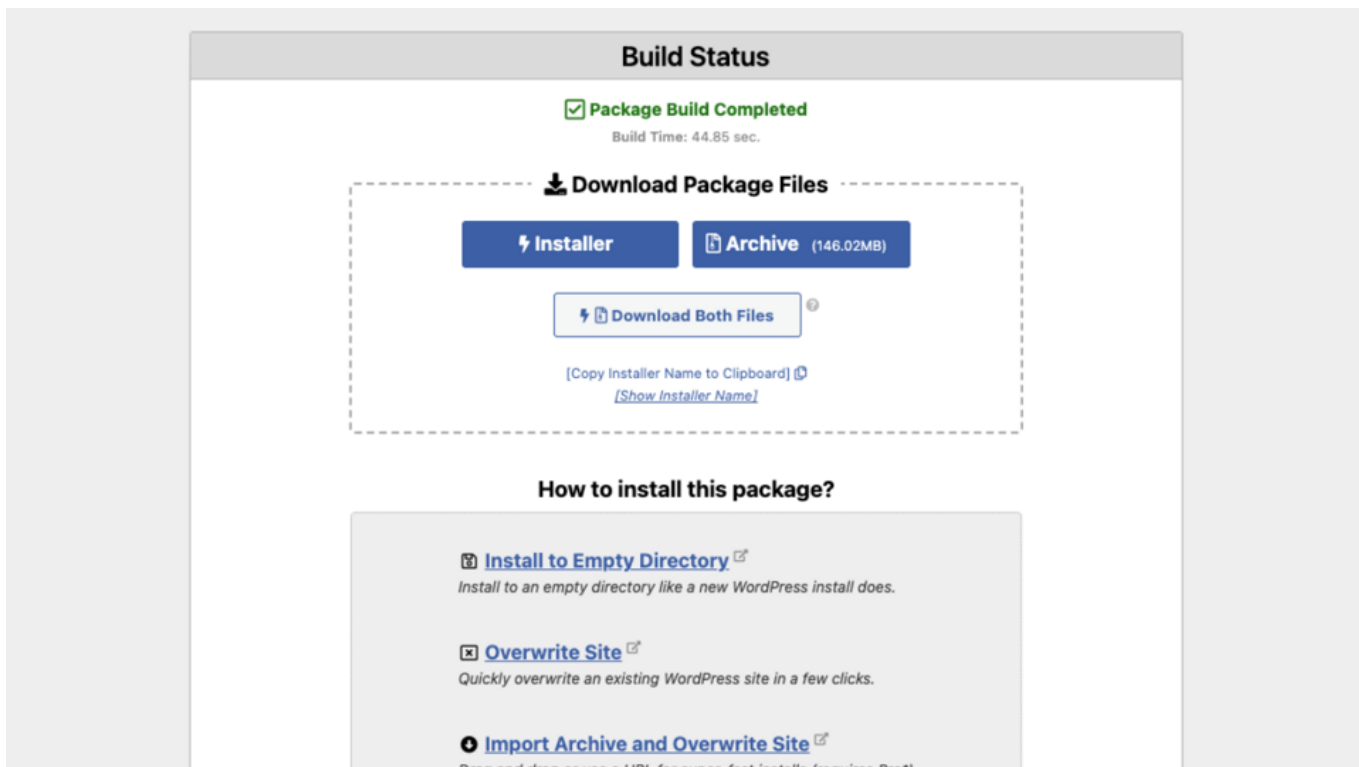 Build Status
Package Build Completed
Build Time: 44.85 sec.
Download Package Files
Installer
Archive (146.02MB)
Download Both Files
[Copy Installer Name to Clipboard]
[Show Installer Name]
How to install this package?
Install to Empty Directory
Install to an empty directory like a new WordPress install does.
Overwrite Site
Quickly overwrite an existing WordPress site in a few clicks.
Import Archive and Overwrite Site